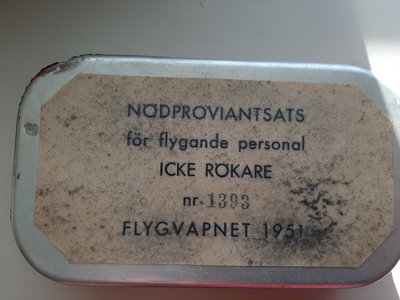 NÖDPROVIANTSATS
för flygande personal
ICKE RÖKARE
nr. 1393
FLYGVAPNET 1951